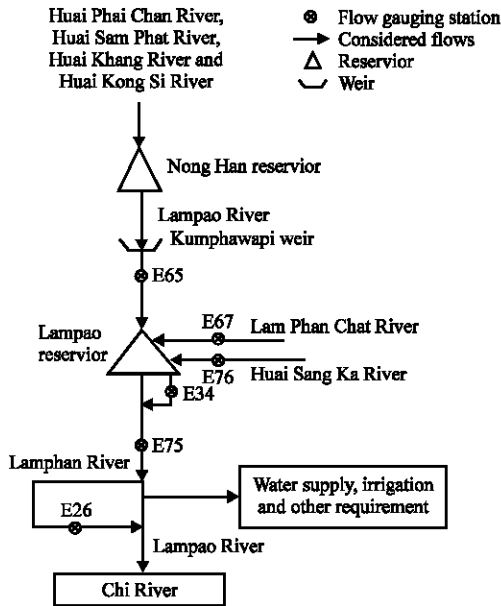 Huai Phai Chan River,
Huai Sam Phat River,
Huai Khang River and
Huai Kong Si River
Flow gauging station
Considered flows
Reservior
Weir
Nong Han reservior
Lampao River
Kumphawapi weir
E65
Lampao
reservior
E67
Lam Phan Chat River
E76
Huai Sang Ka River
E34
E75
Lamphan River
Water supply, irrigation
and other requirement
E26
Lampao River
Chi River